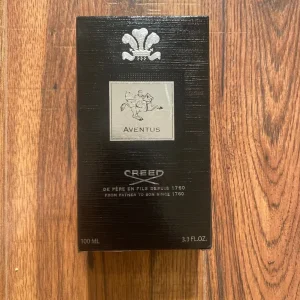 AVENTUS
CREED
DE PÈRE EN FILS DEPUIS 1760
FROM FATHER TO SON SINCE 1760
100 ML 3.3 FL.OZ.